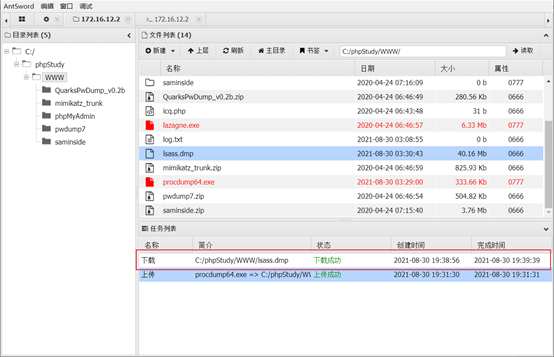 AntSword 编辑 窗口 调试
172.16.12.2 172.16.12.2
目录列表 (5)
C:/
phpStudy
WWW
QuarksPwDump_v0.2b
mimikatz_trunk
phpMyAdmin
pwdump7
saminside
文件列表 (14)
新建 上层 刷新 主目录 书签 C:/phpStudy/WWW/ 读取
名称 日期 大小 属性
saminside 2020-04-24 07:16:09 0 b 0777
QuarksPwDump_v0.2b.zip 2020-04-24 06:46:49 280.56 Kb 0666
icq.php 2020-04-24 06:43:48 31 b 0666
lazagne.exe 2020-04-24 06:46:57 6.33 Mb 0777
log.txt 2021-08-30 03:08:55 0 b 0666
lsass.dmp 2021-08-30 03:30:43 40.16 Mb 0666
mimikatz_trunk.zip 2020-04-24 06:46:59 825.93 Kb 0666
procdump64.exe 2021-08-30 03:29:00 333.66 Kb 0777
pwdump7.zip 2020-04-24 06:46:54 504.82 Kb 0666
saminside.zip 2020-04-24 07:15:40 3.76 Mb 0666
任务列表
名称 简介 状态 创建时间 完成时间
下载 C:/phpStudy/WWW/lsass.dmp 下载成功 2021-08-30 19:38:56 2021-08-30 19:39:39
上传 procdump64.exe => C:/phpStudy/W 上传成功 2021-08-30 19:31:30 2021-08-30 19:31:31